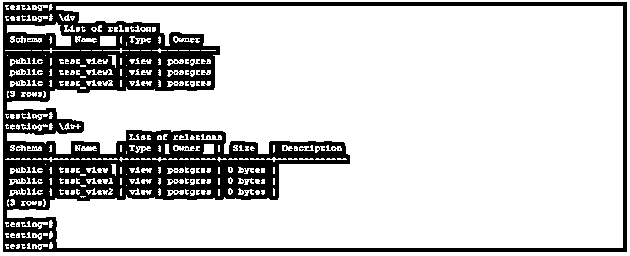 testing=#
testing=# \dv
List of relations
Schema | Name | Type | Owner
--------+------------+------+----------
public | test_view | view | postgres
public | test_view1 | view | postgres
public | test_view2 | view | postgres
(3 rows)
testing=#
testing=# \dv+
List of relations
Schema | Name | Type | Owner | Size | Description
--------+------------+------+----------+---------+-------------
public | test_view | view | postgres | 0 bytes |
public | test_view1 | view | postgres | 0 bytes |
public | test_view2 | view | postgres | 0 bytes |
(3 rows)
testing=#
testing=#
testing=#